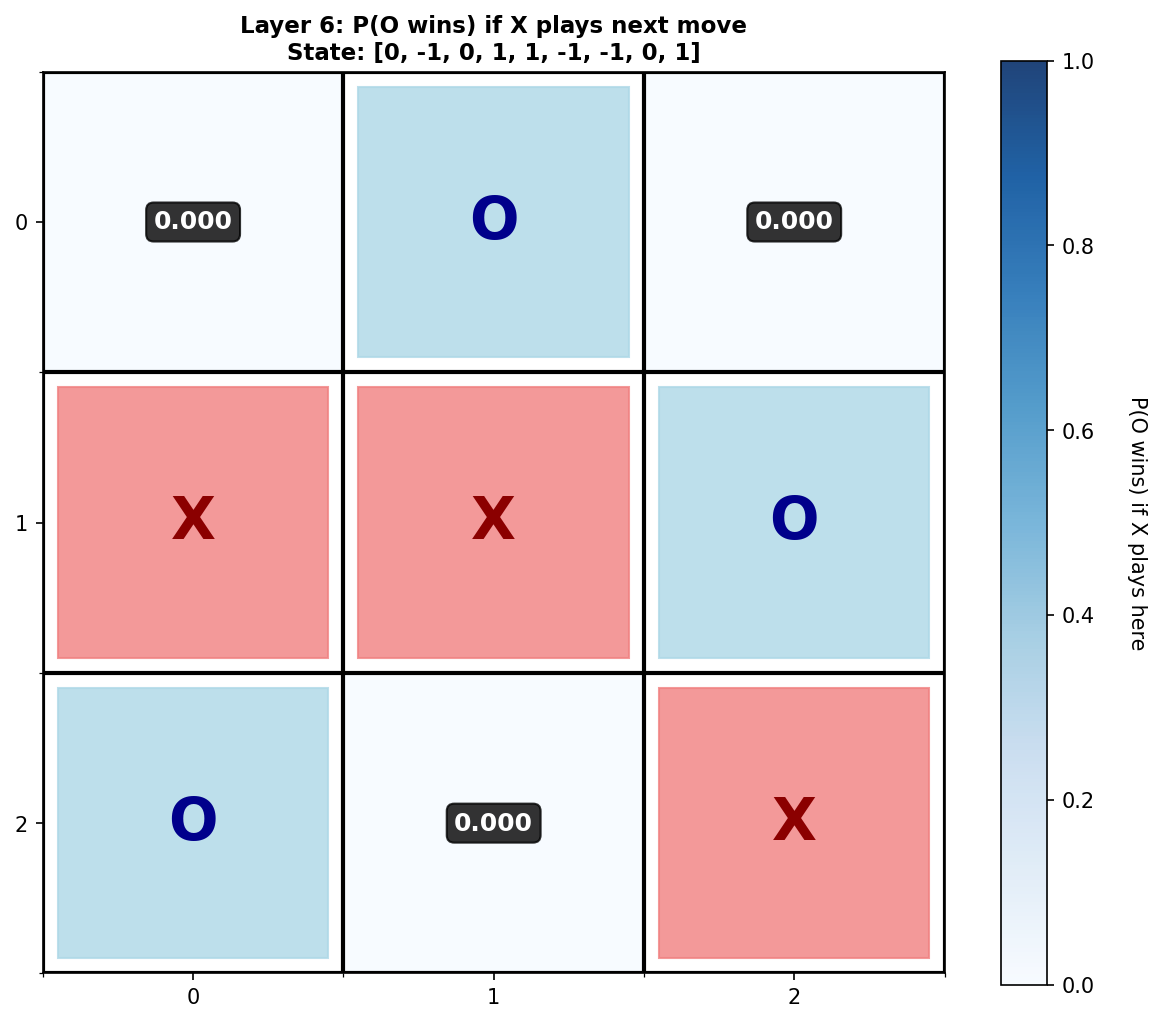 Layer 6: P(O wins) if X plays next move
State: [0, -1, 0, 1, 1, -1, -1, 0, 1]
0.000
O
0.000
X
X
O
O
0.000
X
0
1
2
0
1
2
1.0
0.8
0.6
0.4
0.2
0.0
P(O wins) if X plays here